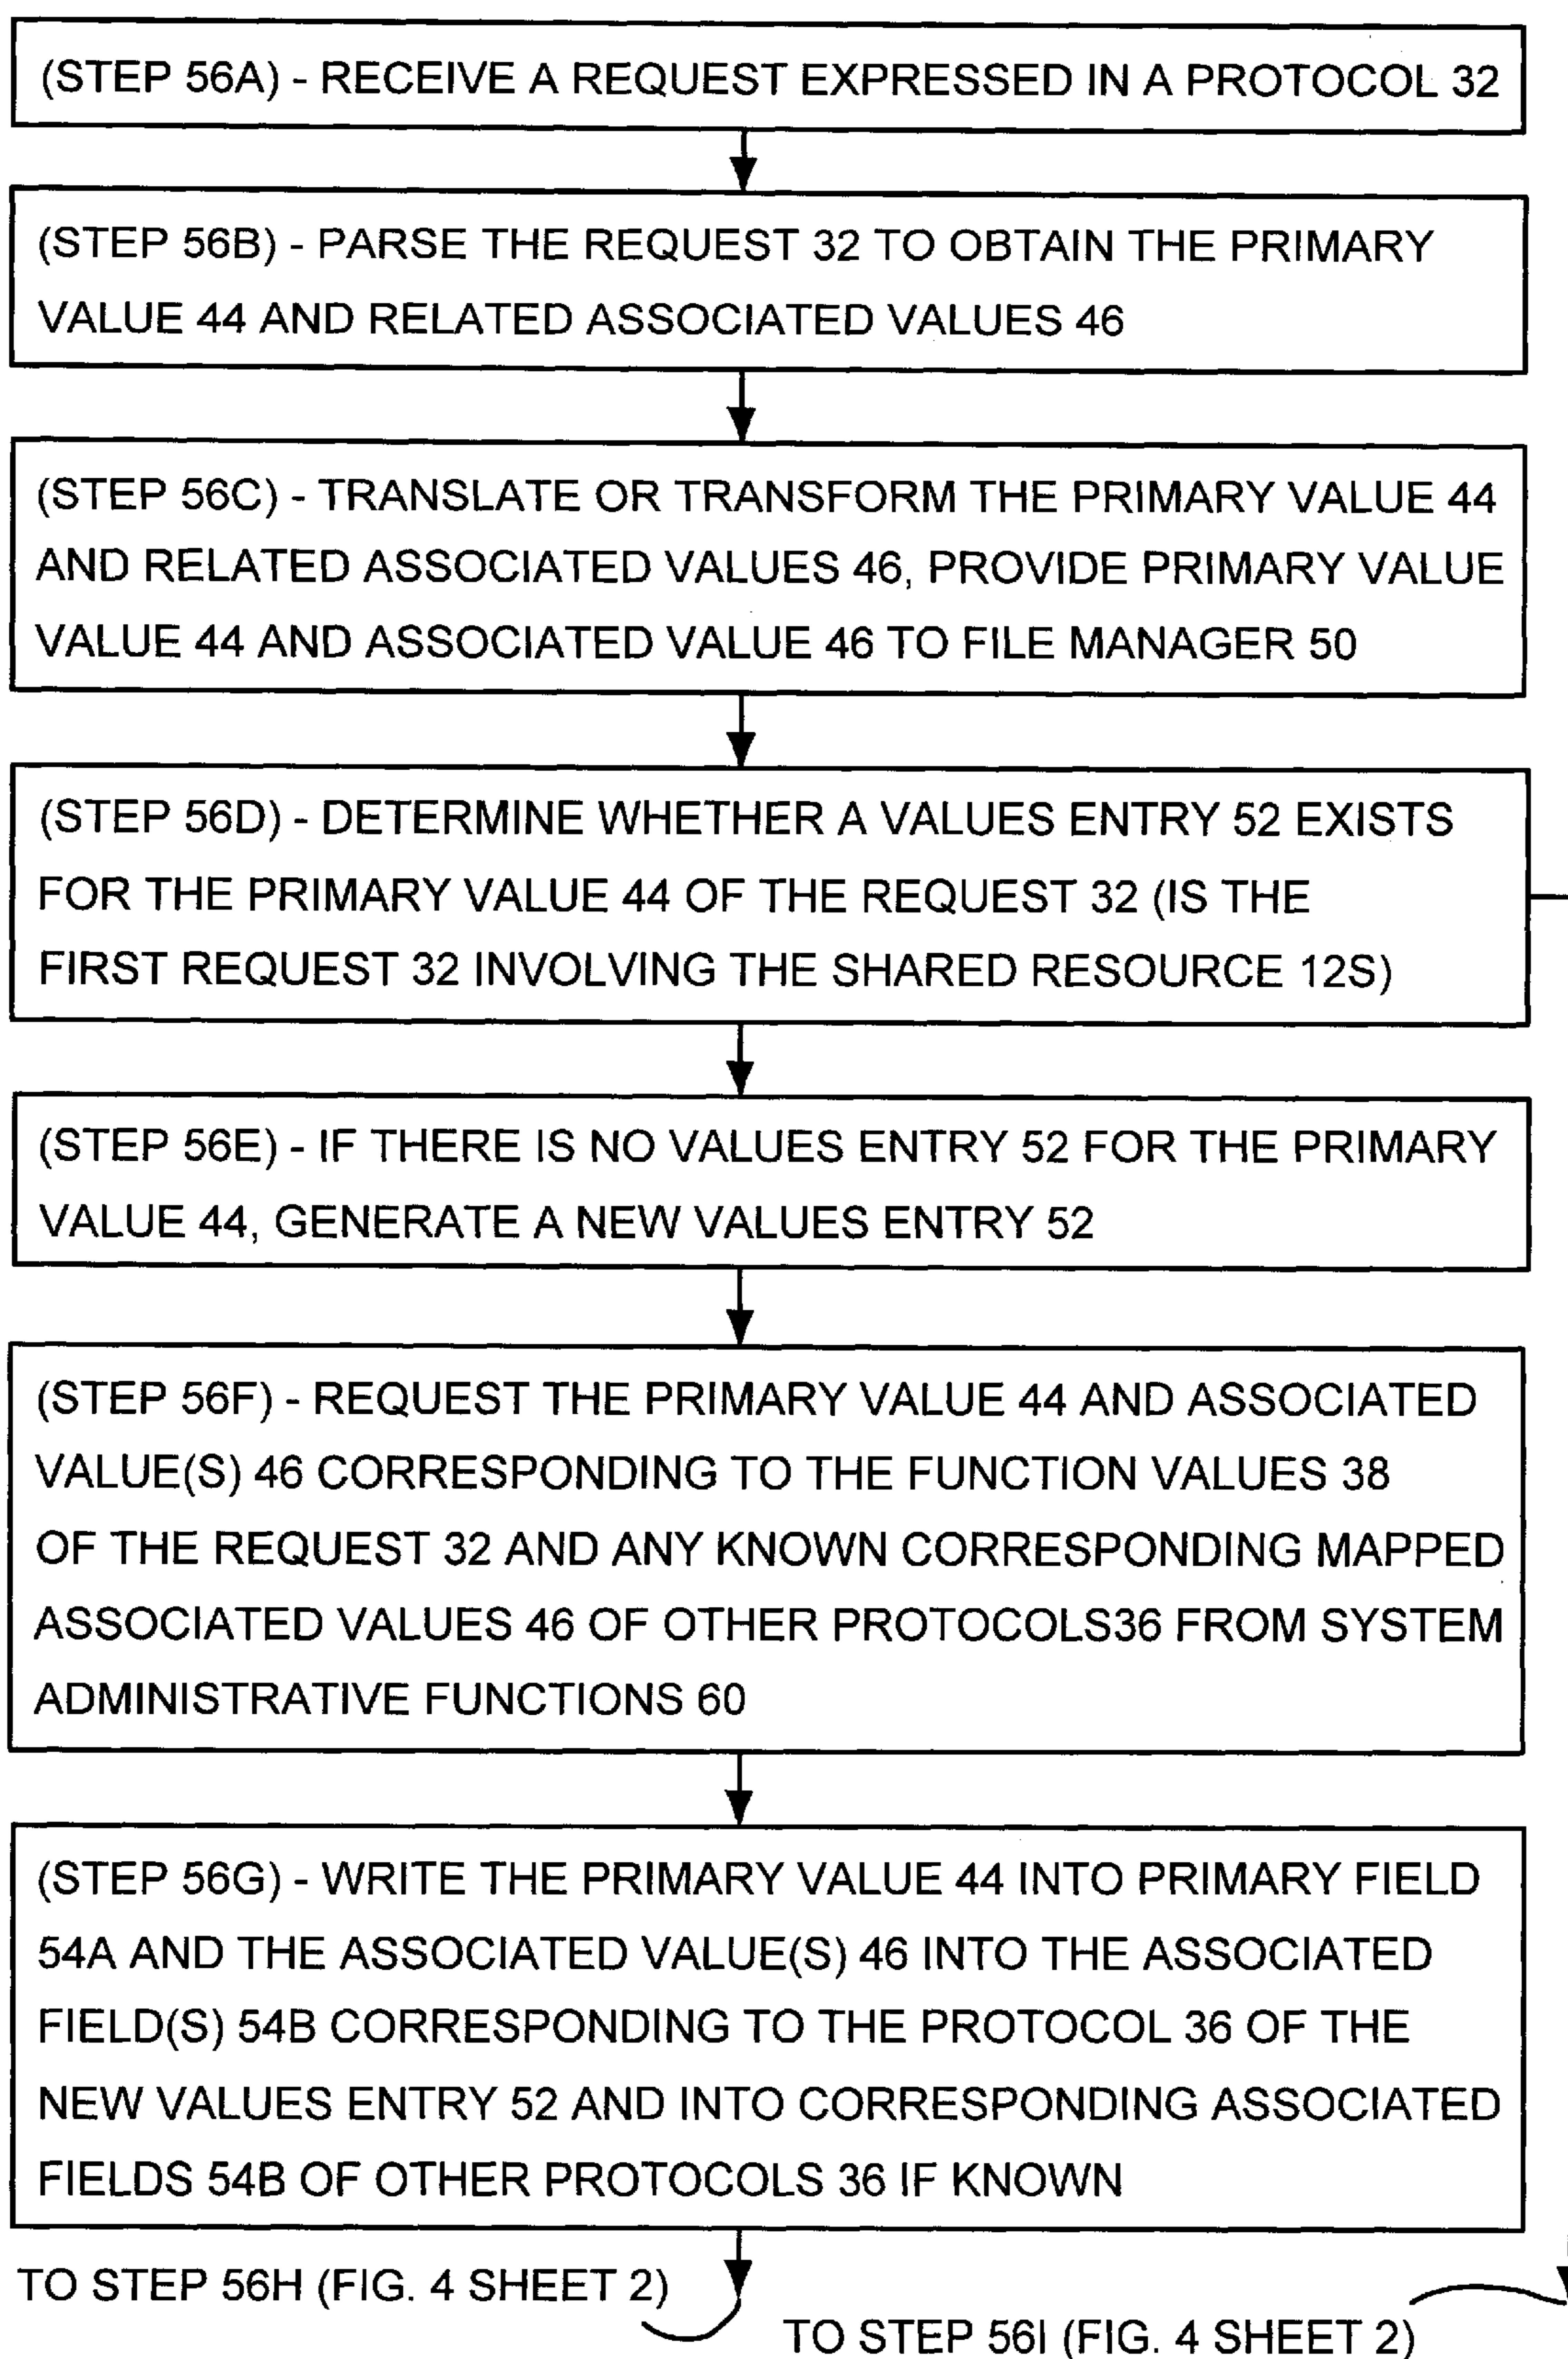 (STEP 56A) - RECEIVE A REQUEST EXPRESSED IN A PROTOCOL 32
(STEP 56B) - PARSE THE REQUEST 32 TO OBTAIN THE PRIMARY
VALUE 44 AND RELATED ASSOCIATED VALUES 46
(STEP 56C) - TRANSLATE OR TRANSFORM THE PRIMARY VALUE 44
AND RELATED ASSOCIATED VALUES 46, PROVIDE PRIMARY VALUE
VALUE 44 AND ASSOCIATED VALUE 46 TO FILE MANAGER 50
(STEP 56D) - DETERMINE WHETHER A VALUES ENTRY 52 EXISTS
FOR THE PRIMARY VALUE 44 OF THE REQUEST 32 (IS THE
FIRST REQUEST 32 INVOLVING THE SHARED RESOURCE 12S)
(STEP 56E) - IF THERE IS NO VALUES ENTRY 52 FOR THE PRIMARY
VALUE 44, GENERATE A NEW VALUES ENTRY 52
(STEP 56F) - REQUEST THE PRIMARY VALUE 44 AND ASSOCIATED
VALUE(S) 46 CORRESPONDING TO THE FUNCTION VALUES 38
OF THE REQUEST 32 AND ANY KNOWN CORRESPONDING MAPPED
ASSOCIATED VALUES 46 OF OTHER PROTOCOLS36 FROM SYSTEM
ADMINISTRATIVE FUNCTIONS 60
(STEP 56G) - WRITE THE PRIMARY VALUE 44 INTO PRIMARY FIELD
54A AND THE ASSOCIATED VALUE(S) 46 INTO THE ASSOCIATED
FIELD(S) 54B CORRESPONDING TO THE PROTOCOL 36 OF THE
NEW VALUES ENTRY 52 AND INTO CORRESPONDING ASSOCIATED
FIELDS 54B OF OTHER PROTOCOLS 36 IF KNOWN
TO STEP 56H (FIG. 4 SHEET 2)
TO STEP 56I (FIG. 4 SHEET 2)